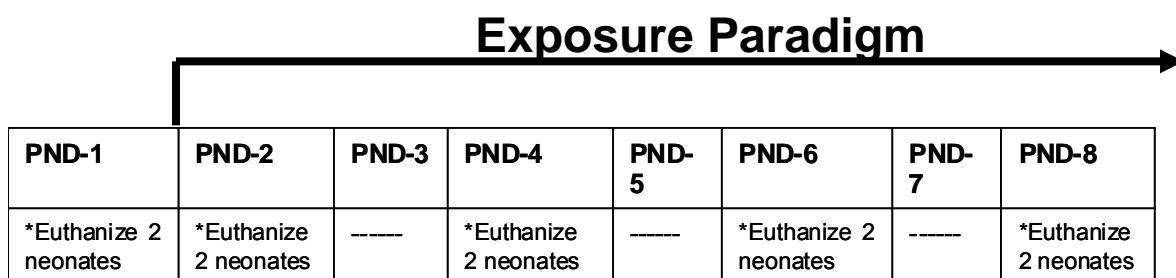 Exposure Paradigm
PND-1 PND-2 PND-3 PND-4 PND- PND-6 PND- PND-8
5 7
*Euthanize 2 *Euthanize ------ *Euthanize ------ *Euthanize 2 ------ *Euthanize
neonates 2 neonates 2 neonates neonates 2 neonates